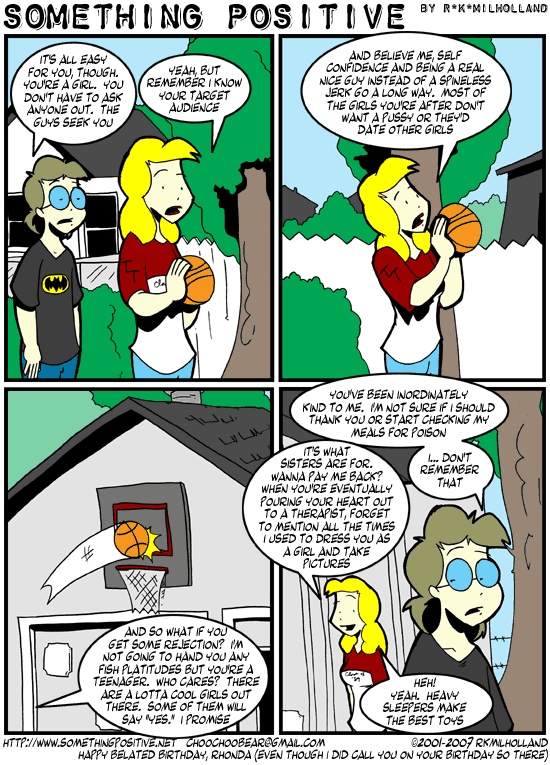 SOMETHING POSITIVE BY R*K*MILHOLLAND
IT'S ALL EASY
FOR YOU, THOUGH.
YOU'RE A GIRL. YOU
DON'T HAVE TO ASK
ANYONE OUT. THE
GUYS SEEK YOU
YEAH, BUT
REMEMBER I KNOW
YOUR TARGET
AUDIENCE
AND BELIEVE ME, SELF
CONFIDENCE AND BEING A REAL
NICE GUY INSTEAD OF A SPINELESS
JERK GO A LONG WAY. MOST OF
THE GIRLS YOU'RE AFTER DON'T
WANT A PUSSY OR THEY'D
DATE OTHER GIRLS
AND SO WHAT IF YOU
GET SOME REJECTION? I'M
NOT GOING TO HAND YOU ANY
FISH PLATITUDES BUT YOU'RE A
TEENAGER. WHO CARES? THERE
ARE A LOTTA COOL GIRLS OUT
THERE. SOME OF THEM WILL
SAY "YES." I PROMISE
YOU'VE BEEN INORDINATELY
KIND TO ME. I'M NOT SURE IF I SHOULD
THANK YOU OR START CHECKING MY
MEALS FOR POISON
IT'S WHAT
SISTERS ARE FOR.
WANNA PAY ME BACK?
WHEN YOU'RE EVENTUALLY
POURING YOUR HEART OUT
TO A THERAPIST, FORGET
TO MENTION ALL THE TIMES
I USED TO DRESS YOU AS
A GIRL AND TAKE
PICTURES
I... DON'T
REMEMBER
THAT
HEH!
YEAH. HEAVY
SLEEPERS MAKE
THE BEST TOYS
HTTP://WWW.SOMETHINGPOSITIVE.NET CHOOCHOOBEAR@GMAIL.COM ©2001-2007 RKMILHOLLAND
HAPPY BELATED BIRTHDAY, RHONDA (EVEN THOUGH I DID CALL YOU ON YOUR BIRTHDAY SO THERE)